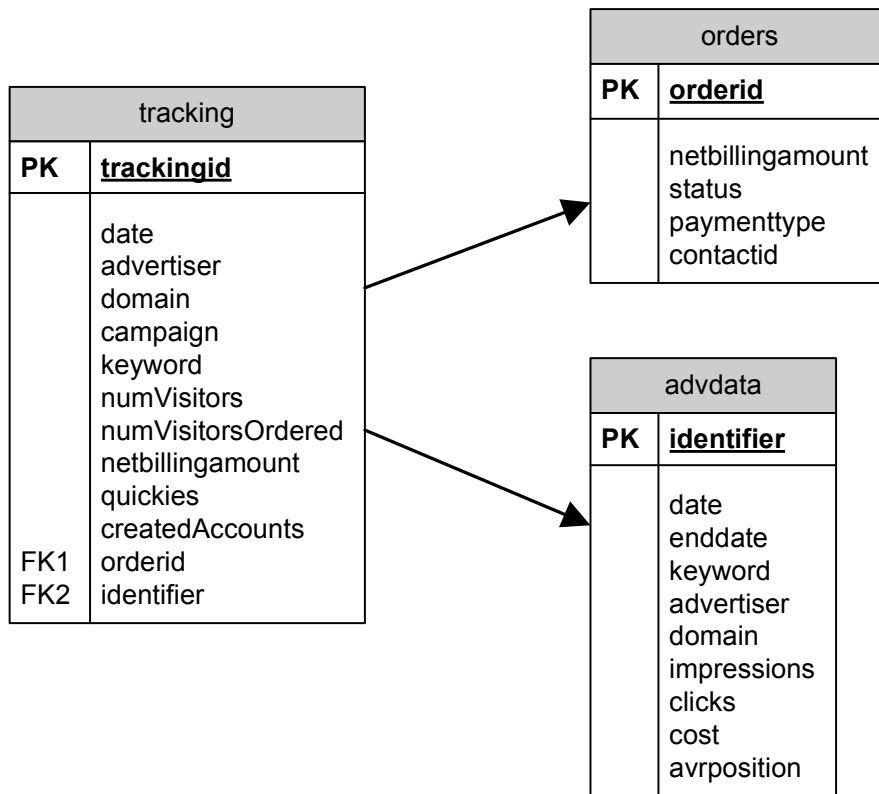 tracking
PK trackingid
date
advertiser
domain
campaign
keyword
numVisitors
numVisitorsOrdered
netbillingamount
quickies
createdAccounts
FK1 orderid
FK2 identifier
orders
PK orderid
netbillingamount
status
paymenttype
contactid
advdata
PK identifier
date
enddate
keyword
advertiser
domain
impressions
clicks
cost
avrposition